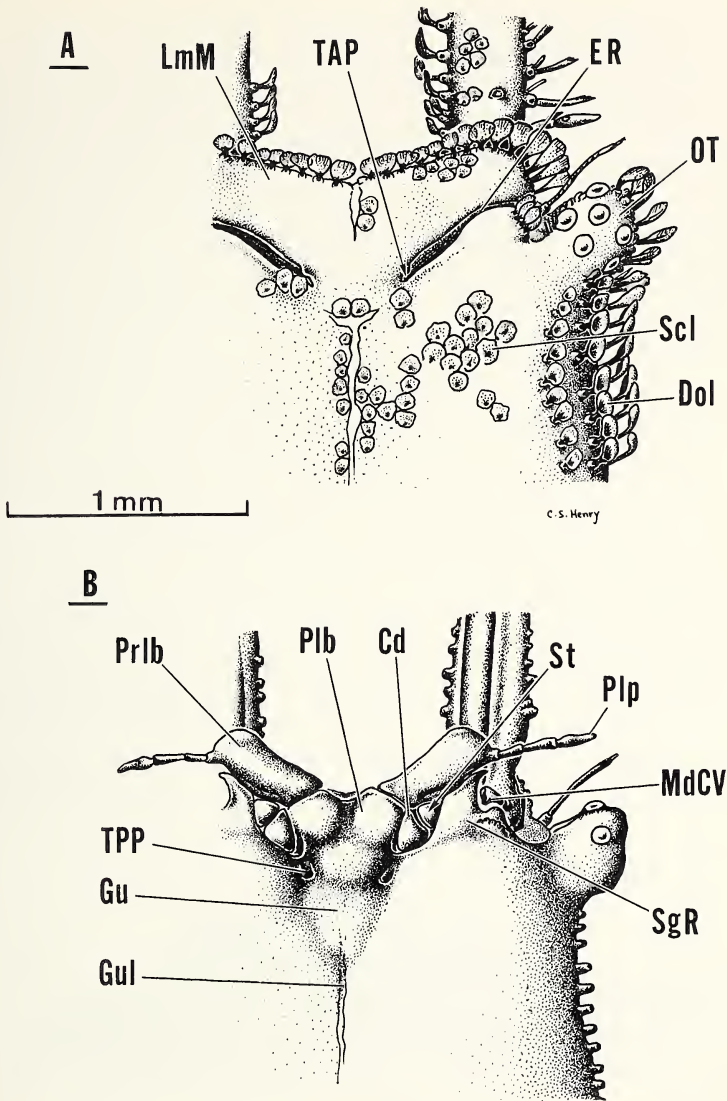 A
LmM TAP ER
OT
Scl
Dol
1 mm
C.S. Henry
B
Prlb Plb Cd St
Plp
MdCV
TPP
Gu
SgR
Gul